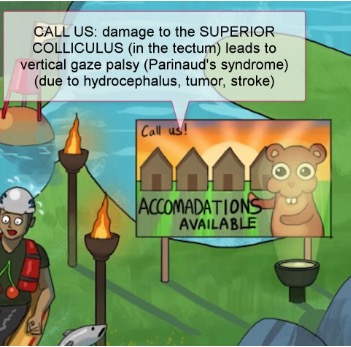 CALL US: damage to the SUPERIOR
COLLICULUS (in the tectum) leads to
vertical gaze palsy (Parinaud's syndrome)
(due to hydrocephalus, tumor, stroke)
Call us!
ACCOMADATIONS
AVAILABLE